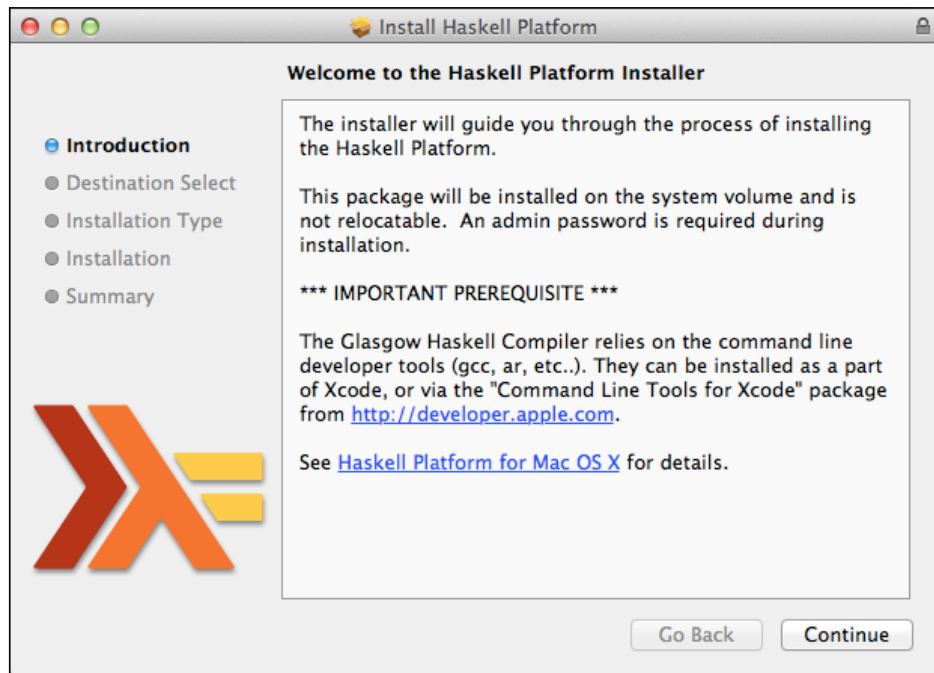 Install Haskell Platform
Welcome to the Haskell Platform Installer
Introduction
Destination Select
Installation Type
Installation
Summary
The installer will guide you through the process of installing
the Haskell Platform.
This package will be installed on the system volume and is
not relocatable.  An admin password is required during
installation.
*** IMPORTANT PREREQUISITE ***
The Glasgow Haskell Compiler relies on the command line
developer tools (gcc, ar, etc..). They can be installed as a part
of Xcode, or via the "Command Line Tools for Xcode" package
from http://developer.apple.com.
See Haskell Platform for Mac OS X for details.
Go Back
Continue